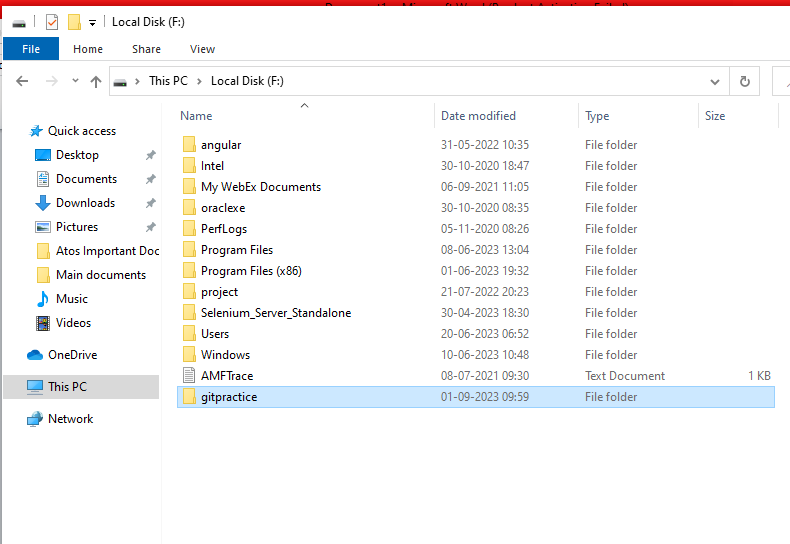 Local Disk (F:)
File Home Share View
This PC Local Disk (F:)
Name Date modified Type Size
Quick access
Desktop
Documents
Downloads
Pictures
Atos Important Doc
Main documents
Music
Videos
OneDrive
This PC
Network
angular 31-05-2022 10:35 File folder
Intel 30-10-2020 18:47 File folder
My WebEx Documents 06-09-2021 11:05 File folder
oraclexe 30-10-2020 08:35 File folder
PerfLogs 05-11-2020 08:26 File folder
Program Files 08-06-2023 13:04 File folder
Program Files (x86) 01-06-2023 19:32 File folder
project 21-07-2022 20:23 File folder
Selenium_Server_Standalone 30-04-2023 18:30 File folder
Users 20-06-2023 06:52 File folder
Windows 10-06-2023 10:48 File folder
AMFTrace 08-07-2021 09:30 Text Document 1 KB
gitpractice 01-09-2023 09:59 File folder